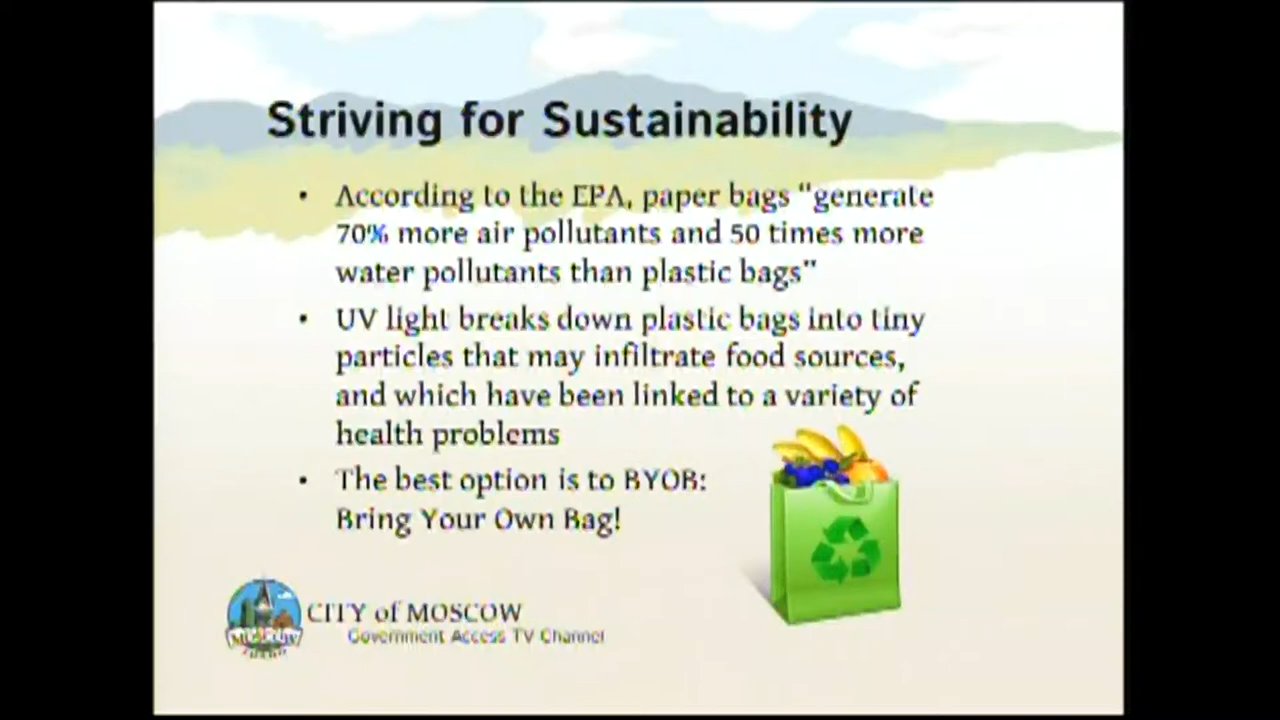 Striving for Sustainability
• According to the EPA, paper bags "generate
70% more air pollutants and 50 times more
water pollutants than plastic bags"
• UV light breaks down plastic bags into tiny
particles that may infiltrate food sources,
and which have been linked to a variety of
health problems
• The best option is to BYOB:
Bring Your Own Bag!
CITY of MOSCOW
Government Access TV Channel
MOSCOW